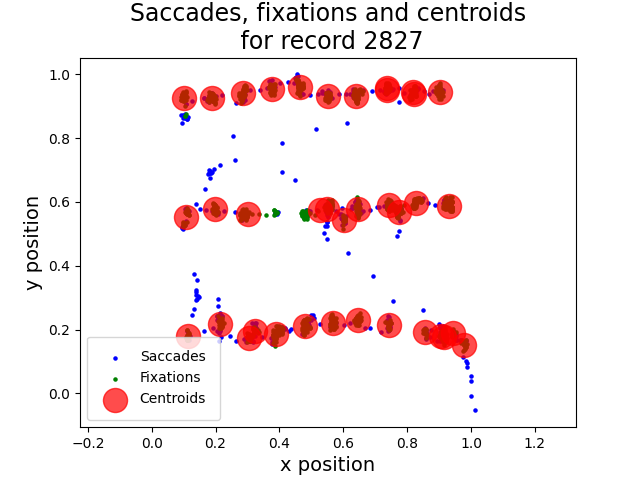 Saccades, fixations and centroids
for record 2827
1.0
0.8
0.6
0.4
0.2
0.0
y position
Saccades
Fixations
Centroids
−0.2
0.0
0.2
0.4
0.6
0.8
1.0
1.2
x position